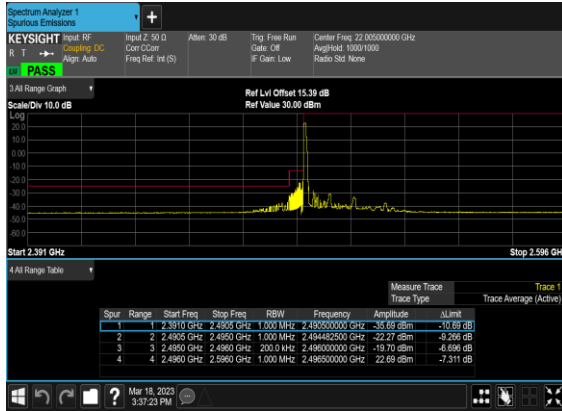 Spectrum Analyzer 1
Spurious Emissions
KEYSIGHT Input: RF Input Z: 50 Ω Atten: 30 dB Trig: Free Run Center Freq: 22.005000000 GHz
R T Coupling: DC Corr CCorr Gate: Off Avg|Hold: 1000/1000
Align: Auto Freq Ref: Int (S) IF Gain: Low Radio Std: None
PASS
3 All Range Graph
Ref Lvl Offset 15.39 dB
Scale/Div 10.0 dB Ref Value 30.00 dBm
Log
20.0
10.0
0.00
-10.0
-20.0
-30.0
-40.0
-50.0
-60.0
Start 2.391 GHz Stop 2.596 GH
4 All Range Table
Measure Trace Trace 1
Trace Type Trace Average (Active)
Spur Range Start Freq Stop Freq RBW Frequency Amplitude ΔLimit
1 1 2.3910 GHz 2.4905 GHz 1.000 MHz 2.490500000 GHz -35.69 dBm -10.69 dB
2 2 2.4905 GHz 2.4950 GHz 1.000 MHz 2.494482500 GHz -22.27 dBm -9.266 dB
3 3 2.4950 GHz 2.4960 GHz 200.0 kHz 2.496000000 GHz -19.70 dBm -6.696 dB
4 4 2.4960 GHz 2.5960 GHz 1.000 MHz 2.496500000 GHz 22.69 dBm -7.311 dB
? Mar 18, 2023
3:37:23 PM